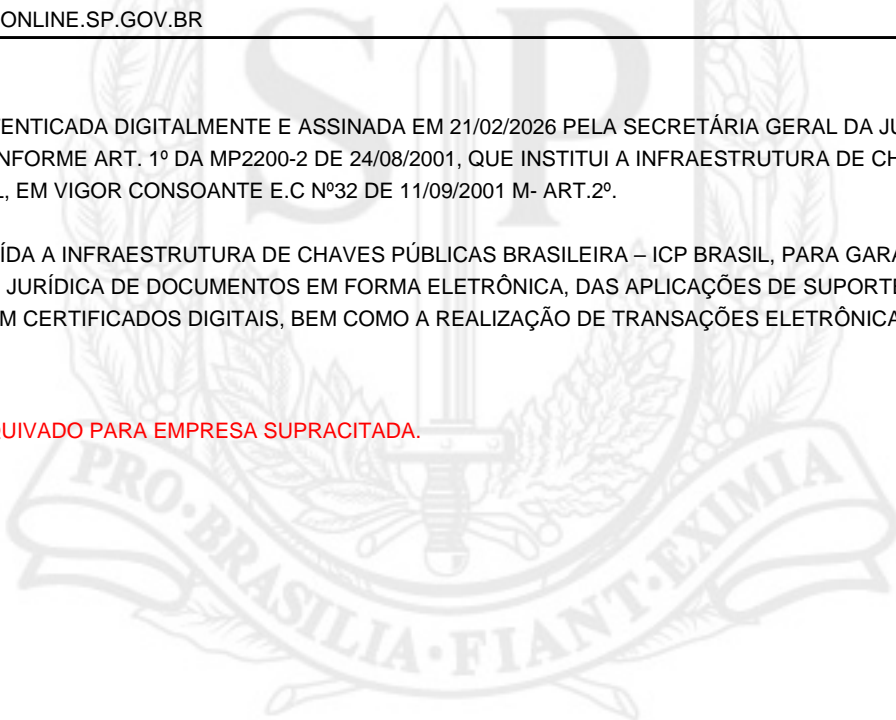 ONLINE.SP.GOV.BR
ENTICADA DIGITALMENTE E ASSINADA EM 21/02/2026 PELA SECRETÁRIA GERAL DA JU
NFORME ART. 1º DA MP2200-2 DE 24/08/2001, QUE INSTITUI A INFRAESTRUTURA DE CH
L, EM VIGOR CONSOANTE E.C Nº32 DE 11/09/2001 M- ART.2º.
ÍDA A INFRAESTRUTURA DE CHAVES PÚBLICAS BRASILEIRA – ICP BRASIL, PARA GARA
JURÍDICA DE DOCUMENTOS EM FORMA ELETRÔNICA, DAS APLICAÇÕES DE SUPORTE
M CERTIFICADOS DIGITAIS, BEM COMO A REALIZAÇÃO DE TRANSAÇÕES ELETRÔNICA
UIVADO PARA EMPRESA SUPRACITADA.
SP
PRO·BRASILIA·FIANT·EXIMIA